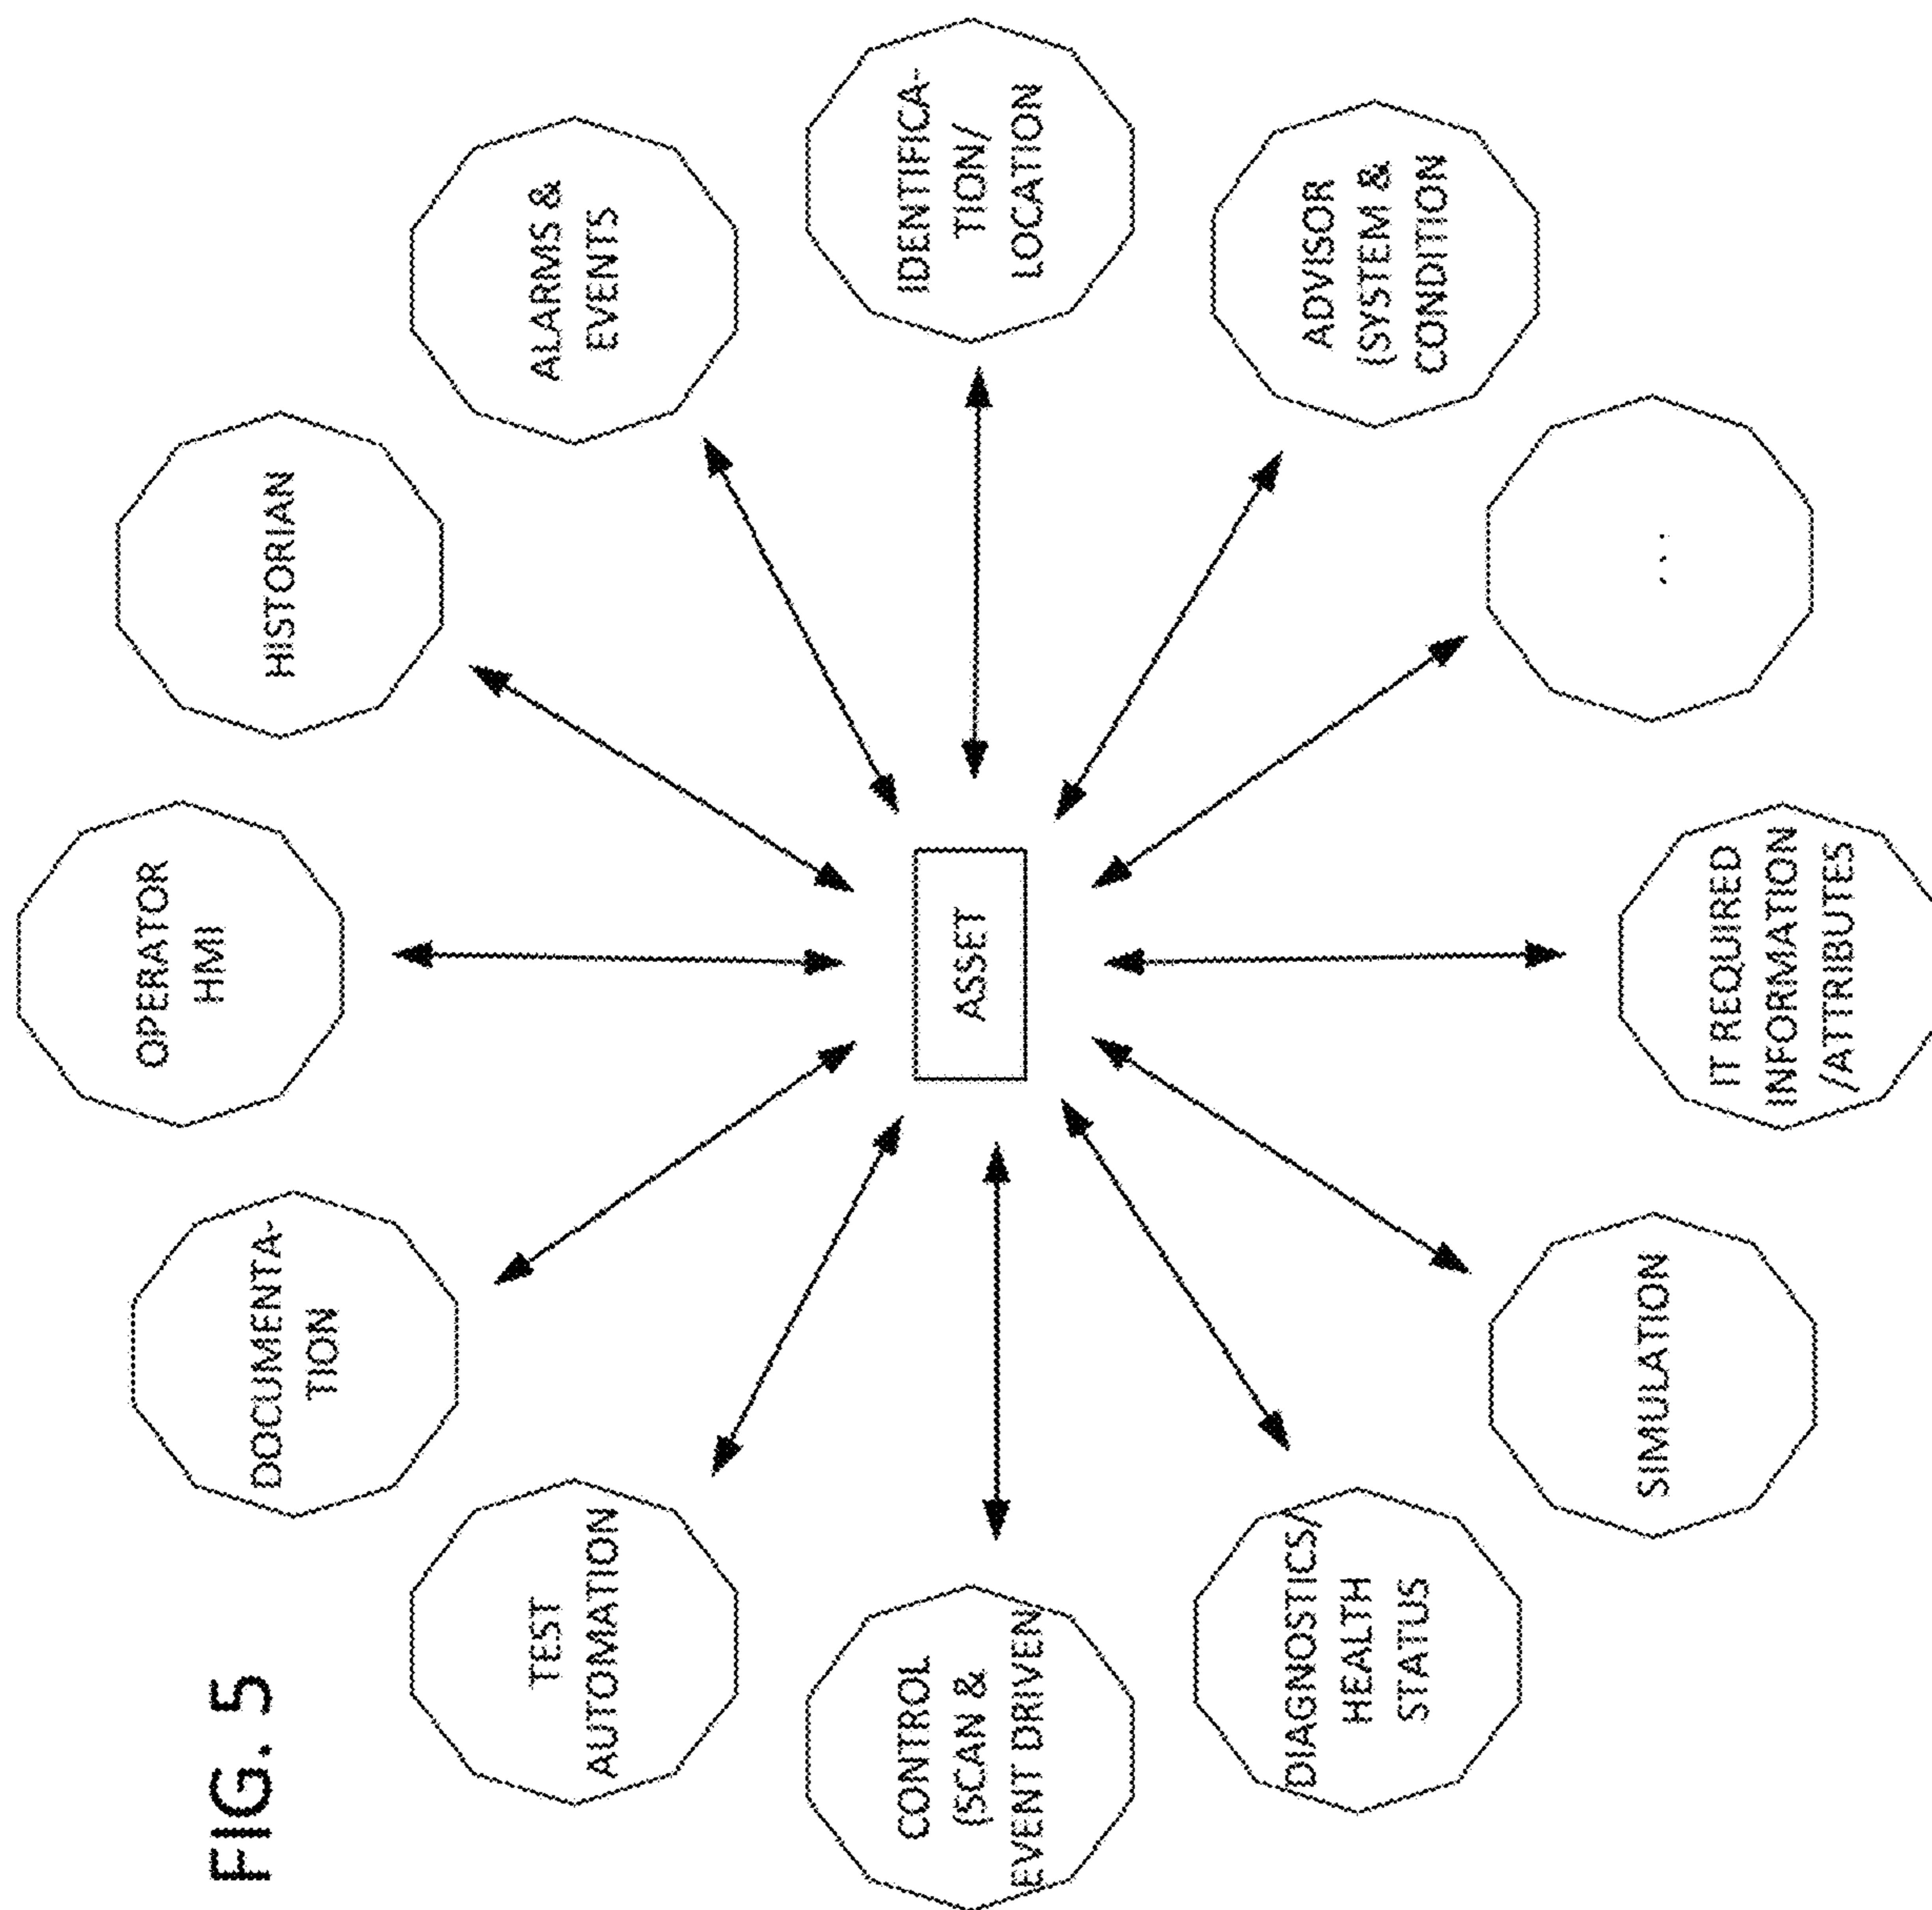 FIG. 5
OPERATOR
HMI
HISTORIAN
ALARMS &
EVENTS
IDENTIFICA-
TION/
LOCATION
ADVISOR
(SYSTEM &
CONDITION
...
IT REQUIRED
INFORMATION
/ATTRIBUTES
SIMULATION
DIAGNOSTICS/
HEALTH
STATUS
CONTROL
(SCAN &
EVENT DRIVEN
TEST
AUTOMATION
DOCUMENTA-
TION
ASSET